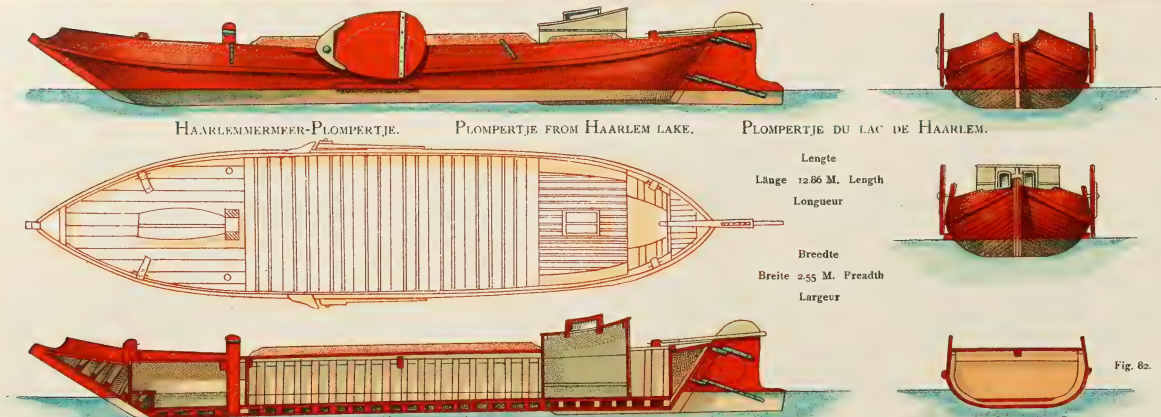 HAARLEMMERMEER-PLOMPERTJE. PLOMPERTJE FROM HAARLEM LAKE. PLOMPERTJE DU LAC DE HAARLEM.
Lengte
Länge 12.86 M. Length
Longueur
Breedte
Breite 2.55 M. Preadth
Largeur
Fig. 82.